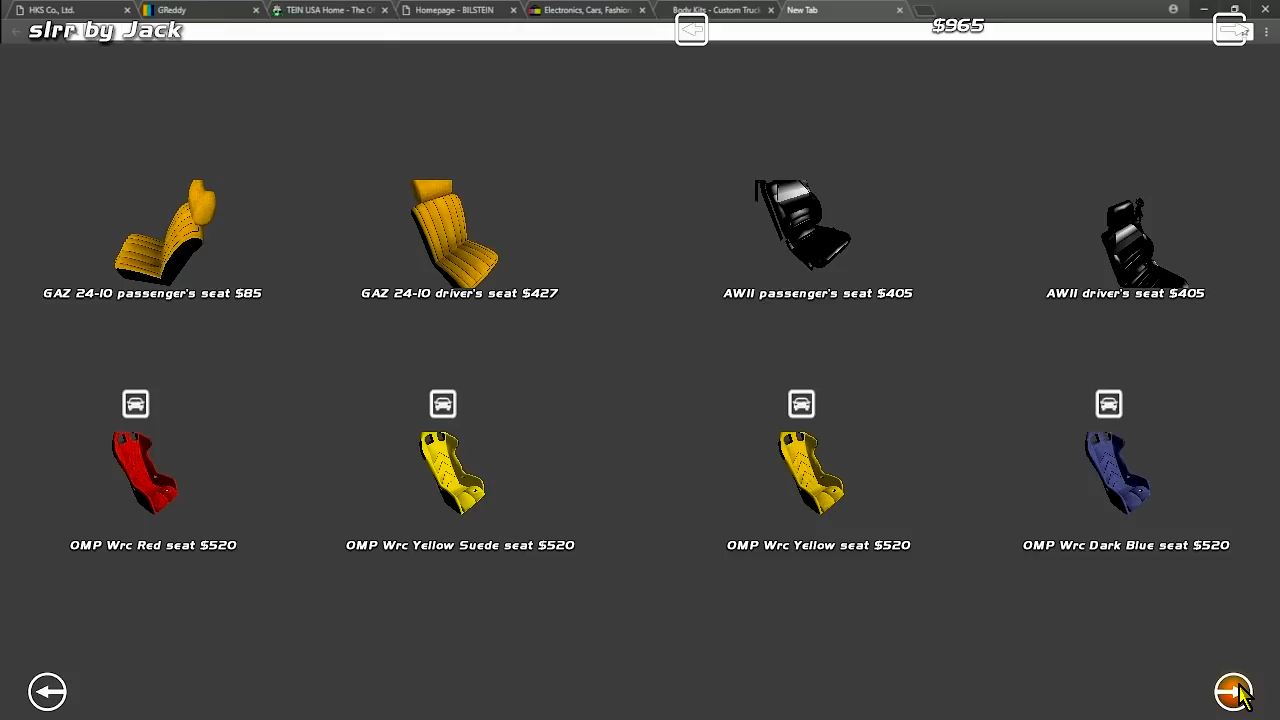 HKS Co., Ltd.
GReddy
TEIN USA Home - The O
Homepage - BILSTEIN
Electronics, Cars, Fashion
Body Kits - Custom Truck
New Tab
slrr by Jack
$965
GAZ 24-10 passenger's seat $85
GAZ 24-10 driver's seat $427
AW11 passenger's seat $405
AW11 driver's seat $405
OMP Wrc Red seat $520
OMP Wrc Yellow Suede seat $520
OMP Wrc Yellow seat $520
OMP Wrc Dark Blue seat $520